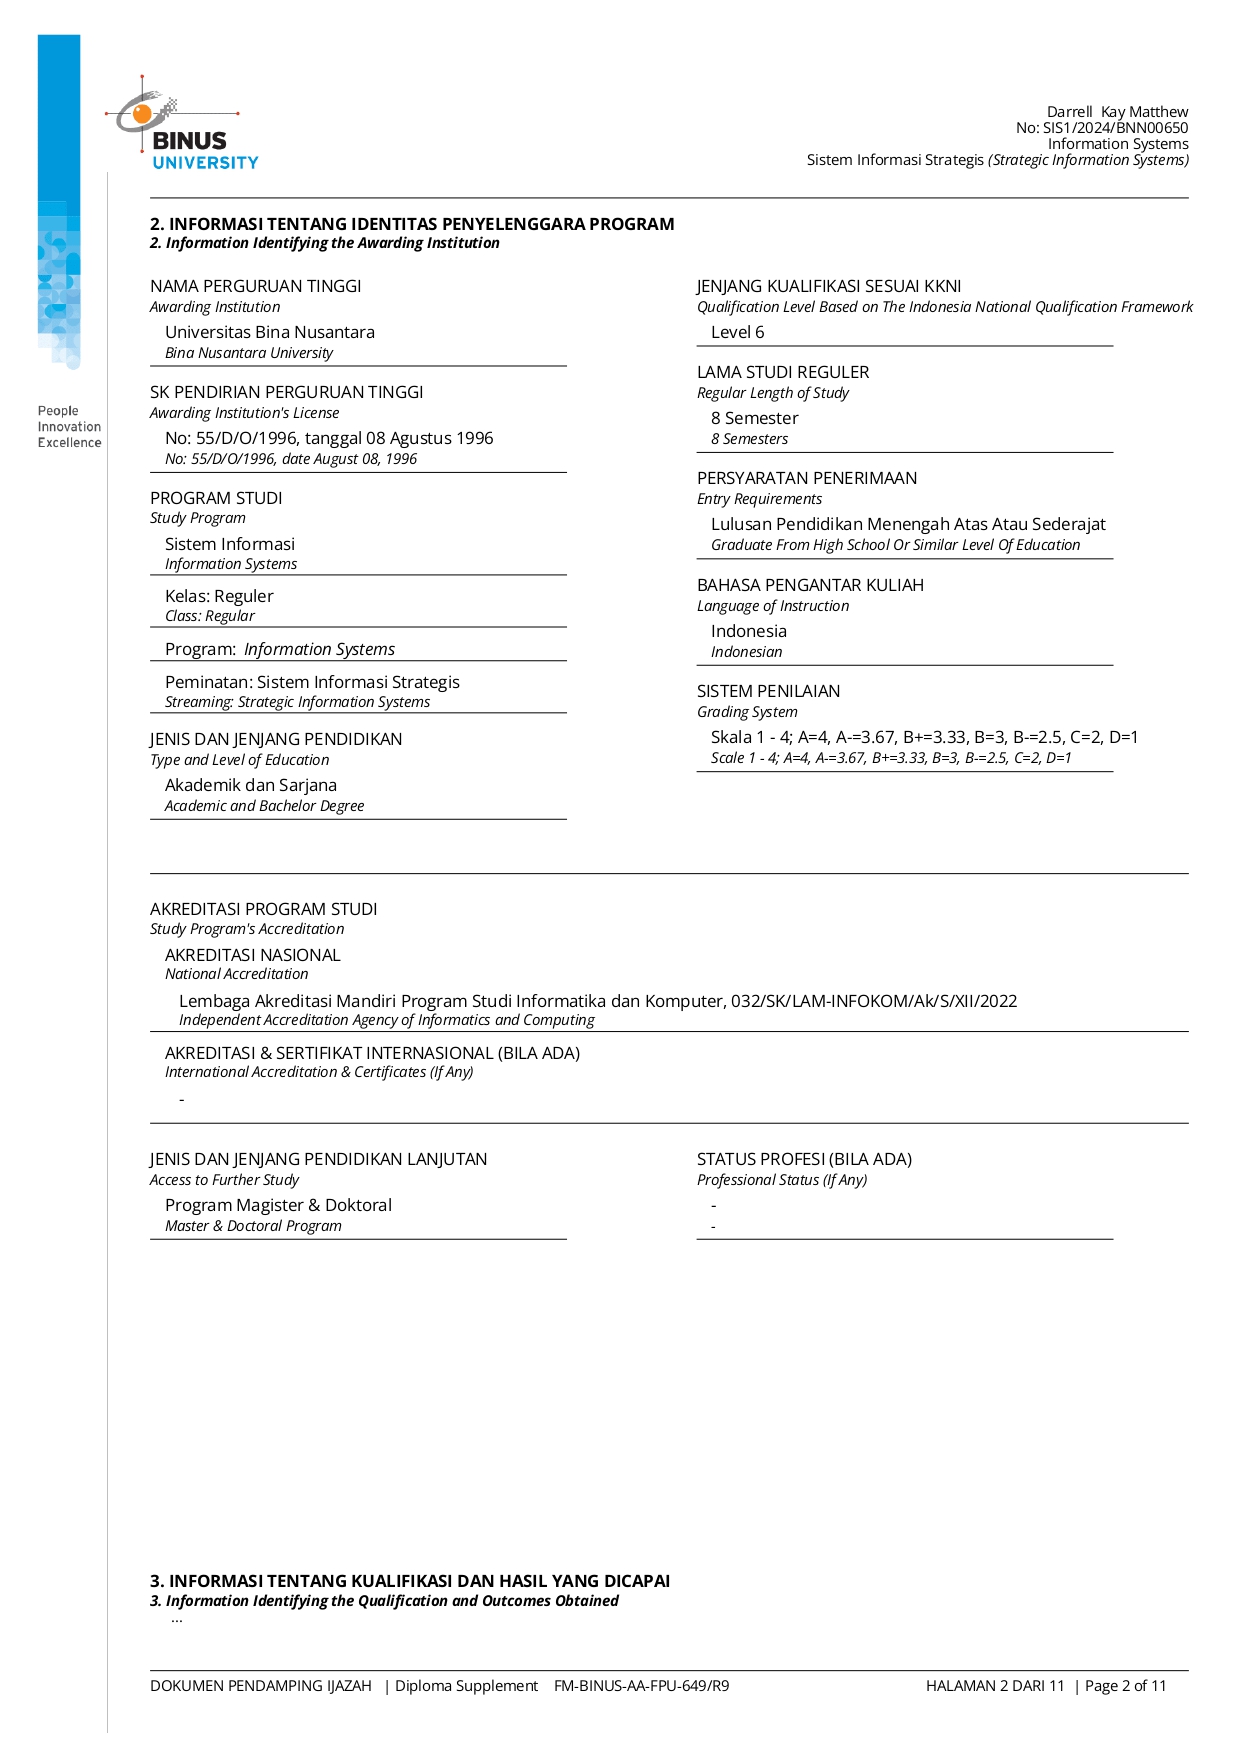 BINUS
UNIVERSITY
People
Innovation
Excellence
Darrell  Kay Matthew
No: SIS1/2024/BNN00650
Information Systems
Sistem Informasi Strategis (Strategic Information Systems)
2. INFORMASI TENTANG IDENTITAS PENYELENGGARA PROGRAM
2. Information Identifying the Awarding Institution
NAMA PERGURUAN TINGGI
Awarding Institution
Universitas Bina Nusantara
Bina Nusantara University
SK PENDIRIAN PERGURUAN TINGGI
Awarding Institution's License
No: 55/D/O/1996, tanggal 08 Agustus 1996
No: 55/D/O/1996, date August 08, 1996
PROGRAM STUDI
Study Program
Sistem Informasi
Information Systems
Kelas: Reguler
Class: Regular
Program:  Information Systems
Peminatan: Sistem Informasi Strategis
Streaming: Strategic Information Systems
JENIS DAN JENJANG PENDIDIKAN
Type and Level of Education
Akademik dan Sarjana
Academic and Bachelor Degree
JENJANG KUALIFIKASI SESUAI KKNI
Qualification Level Based on The Indonesia National Qualification Framework
Level 6
LAMA STUDI REGULER
Regular Length of Study
8 Semester
8 Semesters
PERSYARATAN PENERIMAAN
Entry Requirements
Lulusan Pendidikan Menengah Atas Atau Sederajat
Graduate From High School Or Similar Level Of Education
BAHASA PENGANTAR KULIAH
Language of Instruction
Indonesia
Indonesian
SISTEM PENILAIAN
Grading System
Skala 1 - 4; A=4, A-=3.67, B+=3.33, B=3, B-=2.5, C=2, D=1
Scale 1 - 4; A=4, A-=3.67, B+=3.33, B=3, B-=2.5, C=2, D=1
AKREDITASI PROGRAM STUDI
Study Program's Accreditation
AKREDITASI NASIONAL
National Accreditation
Lembaga Akreditasi Mandiri Program Studi Informatika dan Komputer, 032/SK/LAM-INFOKOM/Ak/S/XII/2022
Independent Accreditation Agency of Informatics and Computing
AKREDITASI & SERTIFIKAT INTERNASIONAL (BILA ADA)
International Accreditation & Certificates (If Any)
-
JENIS DAN JENJANG PENDIDIKAN LANJUTAN
Access to Further Study
Program Magister & Doktoral
Master & Doctoral Program
STATUS PROFESI (BILA ADA)
Professional Status (If Any)
-
-
3. INFORMASI TENTANG KUALIFIKASI DAN HASIL YANG DICAPAI
3. Information Identifying the Qualification and Outcomes Obtained
...
DOKUMEN PENDAMPING IJAZAH  | Diploma Supplement  FM-BINUS-AA-FPU-649/R9
HALAMAN 2 DARI 11  | Page 2 of 11